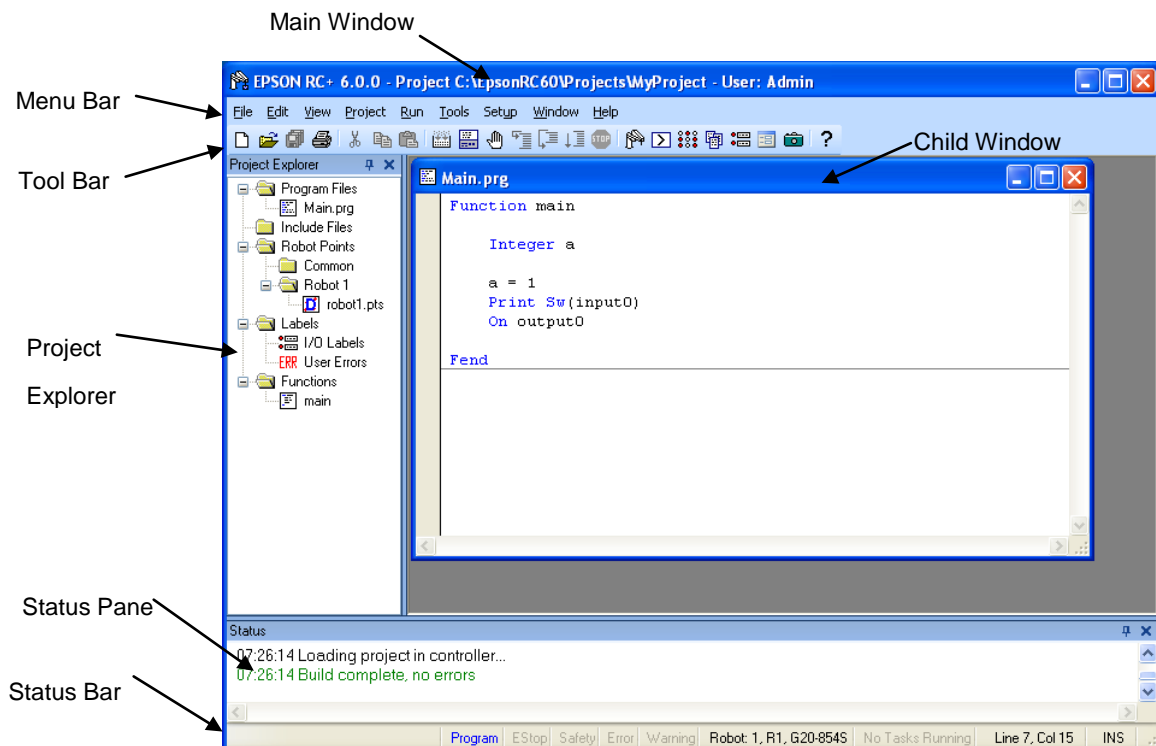 Main Window
EPSON RC+ 6.0.0 - Project C:\EpsonRC60\Projects\MyProject - User: Admin
Menu Bar
File Edit View Project Run Tools Setup Window Help
STOP
?
Tool Bar
Child Window
Project Explorer
Program Files
Main.prg
Include Files
Robot Points
Common
Robot 1
robot1.pts
Labels
I/O Labels
ERR User Errors
Functions
main
Main.prg
Function main
Integer a
a = 1
Print Sw(input0)
On output0
Fend
Project
Explorer
Status Pane
Status
07:26:14 Loading project in controller...
07:26:14 Build complete, no errors
Status Bar
Program EStop Safety Error Warning Robot: 1, R1, G20-854S No Tasks Running Line 7, Col 15 INS